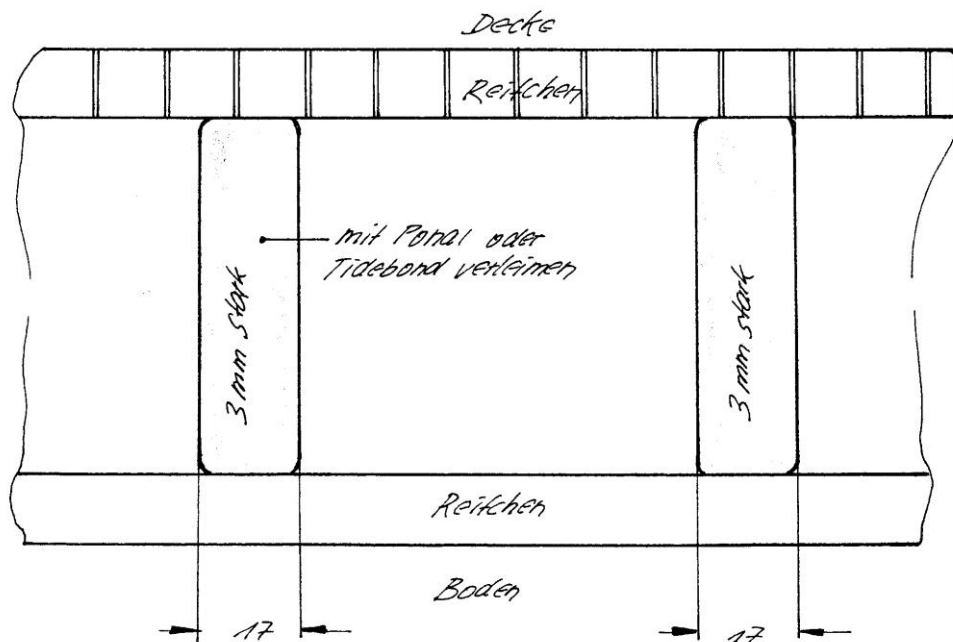 Decke
Reifchen
mit Ponal oder
Tidebond verleimen
3 mm stark
3 mm stark
Reifchen
Boden
17
17